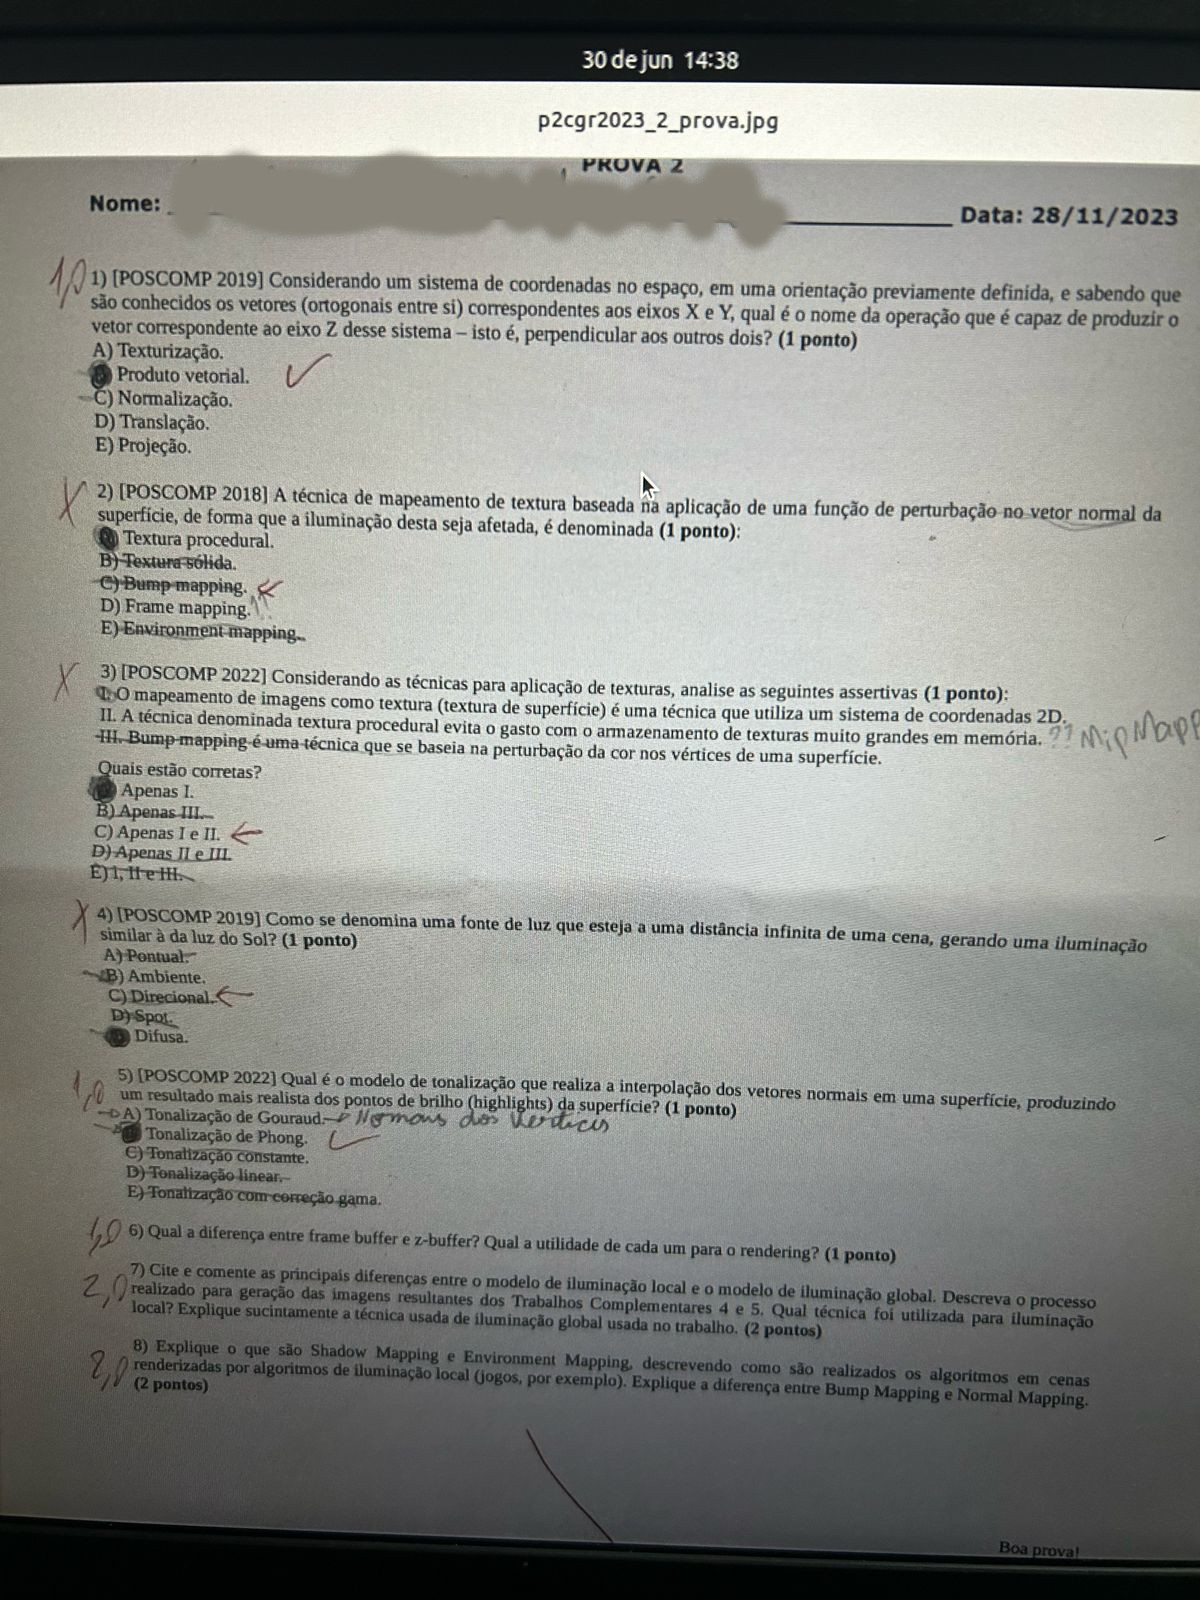 30 de jun 14:38
p2cgr2023_2_prova.jpg
PROVA 2
Nome: Data: 28/11/2023
1,0 1) [POSCOMP 2019] Considerando um sistema de coordenadas no espaço, em uma orientação previamente definida, e sabendo que
são conhecidos os vetores (ortogonais entre si) correspondentes aos eixos X e Y, qual é o nome da operação que é capaz de produzir o
vetor correspondente ao eixo Z desse sistema – isto é, perpendicular aos outros dois? (1 ponto)
A) Texturização.
Produto vetorial.
C) Normalização.
D) Translação.
E) Projeção.
2) [POSCOMP 2018] A técnica de mapeamento de textura baseada na aplicação de uma função de perturbação no vetor normal da
superfície, de forma que a iluminação desta seja afetada, é denominada (1 ponto):
Textura procedural.
B) Textura sólida.
C) Bump mapping.
D) Frame mapping.
E) Environment mapping.
3) [POSCOMP 2022] Considerando as técnicas para aplicação de texturas, analise as seguintes assertivas (1 ponto):
I. O mapeamento de imagens como textura (textura de superfície) é uma técnica que utiliza um sistema de coordenadas 2D.
II. A técnica denominada textura procedural evita o gasto com o armazenamento de texturas muito grandes em memória. ?? MipMapp
III. Bump mapping é uma técnica que se baseia na perturbação da cor nos vértices de uma superfície.
Quais estão corretas?
Apenas I.
B) Apenas III.
C) Apenas I e II.
D) Apenas II e III.
E) I, II e III.
4) [POSCOMP 2019] Como se denomina uma fonte de luz que esteja a uma distância infinita de uma cena, gerando uma iluminação
similar à da luz do Sol? (1 ponto)
A) Pontual.
B) Ambiente.
C) Direcional.
D) Spot.
Difusa.
1,0 5) [POSCOMP 2022] Qual é o modelo de tonalização que realiza a interpolação dos vetores normais em uma superfície, produzindo
um resultado mais realista dos pontos de brilho (highlights) da superfície? (1 ponto)
A) Tonalização de Gouraud. Normais dos vertices
Tonalização de Phong.
C) Tonalização constante.
D) Tonalização linear.
E) Tonalização com correção gama.
1,0 6) Qual a diferença entre frame buffer e z-buffer? Qual a utilidade de cada um para o rendering? (1 ponto)
2,0 7) Cite e comente as principais diferenças entre o modelo de iluminação local e o modelo de iluminação global. Descreva o processo
realizado para geração das imagens resultantes dos Trabalhos Complementares 4 e 5. Qual técnica foi utilizada para iluminação
local? Explique sucintamente a técnica usada de iluminação global usada no trabalho. (2 pontos)
2,0 8) Explique o que são Shadow Mapping e Environment Mapping, descrevendo como são realizados os algoritmos em cenas
renderizadas por algoritmos de iluminação local (jogos, por exemplo). Explique a diferença entre Bump Mapping e Normal Mapping.
(2 pontos)
Boa prova!